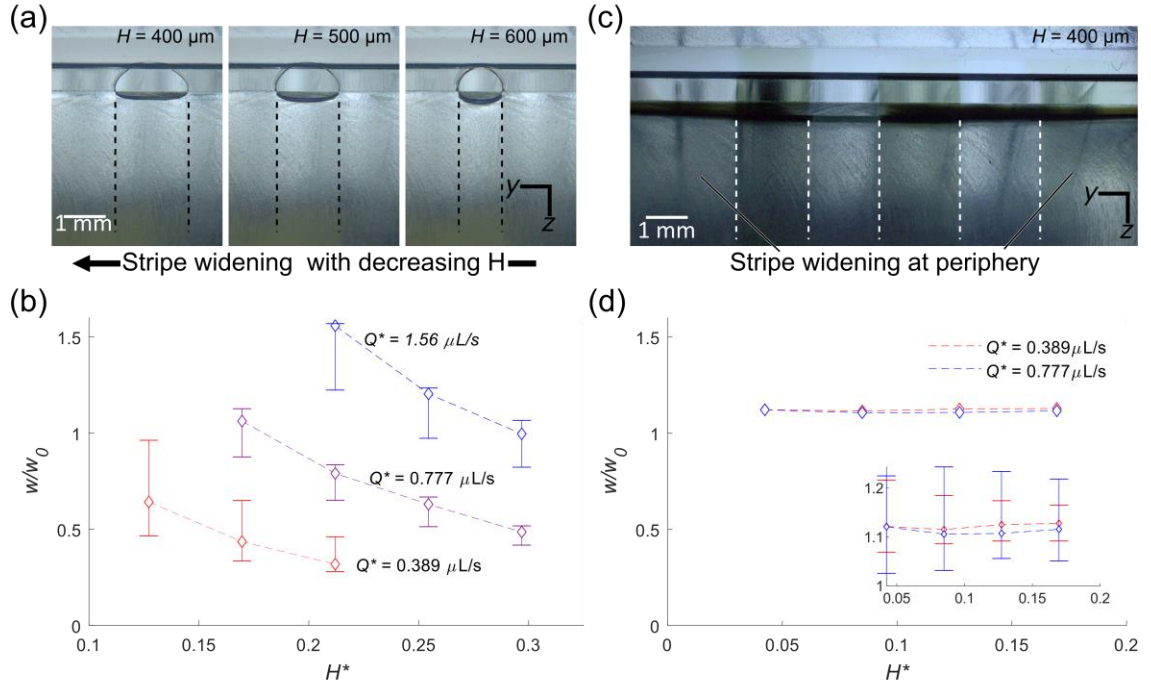 (a)
H = 400 µm
H = 500 µm
H = 600 µm
1 mm
y
z
Stripe widening with decreasing H
(c)
H = 400 µm
1 mm
y
z
Stripe widening at periphery
(b)
1.5
1
0.5
0
0.1
0.15
0.2
0.25
0.3
w/w0
H*
Q* = 1.56 µL/s
Q* = 0.777 µL/s
Q* = 0.389 µL/s
(d)
1.5
1
0.5
0
0
0.05
0.1
0.15
0.2
w/w0
H*
Q* = 0.389µL/s
Q* = 0.777µL/s
1.2
1.1
1
0.05
0.1
0.15
0.2